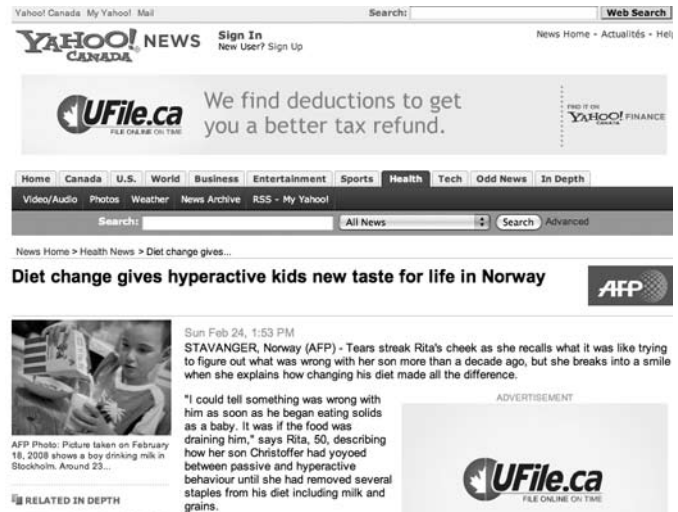 Yahoo! Canada My Yahoo! Mail
Search: Web Search
YAHOO! NEWS
CANADA
Sign In
New User? Sign Up
News Home - Actualités - Help
UFile.ca
FILE ONLINE ON TIME
We find deductions to get
you a better tax refund.
FIND IT ON
YAHOO! FINANCE
CANADA
Home Canada U.S. World Business Entertainment Sports Health Tech Odd News In Depth
Video/Audio Photos Weather News Archive RSS - My Yahoo!
Search: All News Search Advanced
News Home > Health News > Diet change gives...
Diet change gives hyperactive kids new taste for life in Norway
AFP
Sun Feb 24, 1:53 PM
STAVANGER, Norway (AFP) - Tears streak Rita's cheek as she recalls what it was like trying
to figure out what was wrong with her son more than a decade ago, but she breaks into a smile
when she explains how changing his diet made all the difference.
"I could tell something was wrong with
him as soon as he began eating solids
as a baby. It was if the food was
draining him," says Rita, 50, describing
how her son Christoffer had yoyoed
between passive and hyperactive
behaviour until she had removed several
staples from his diet including milk and
grains.
AFP Photo: Picture taken on February
18, 2008 shows a boy drinking milk in
Stockholm. Around 23...
RELATED IN DEPTH
ADVERTISEMENT
UFile.ca
FILE ONLINE ON TIME